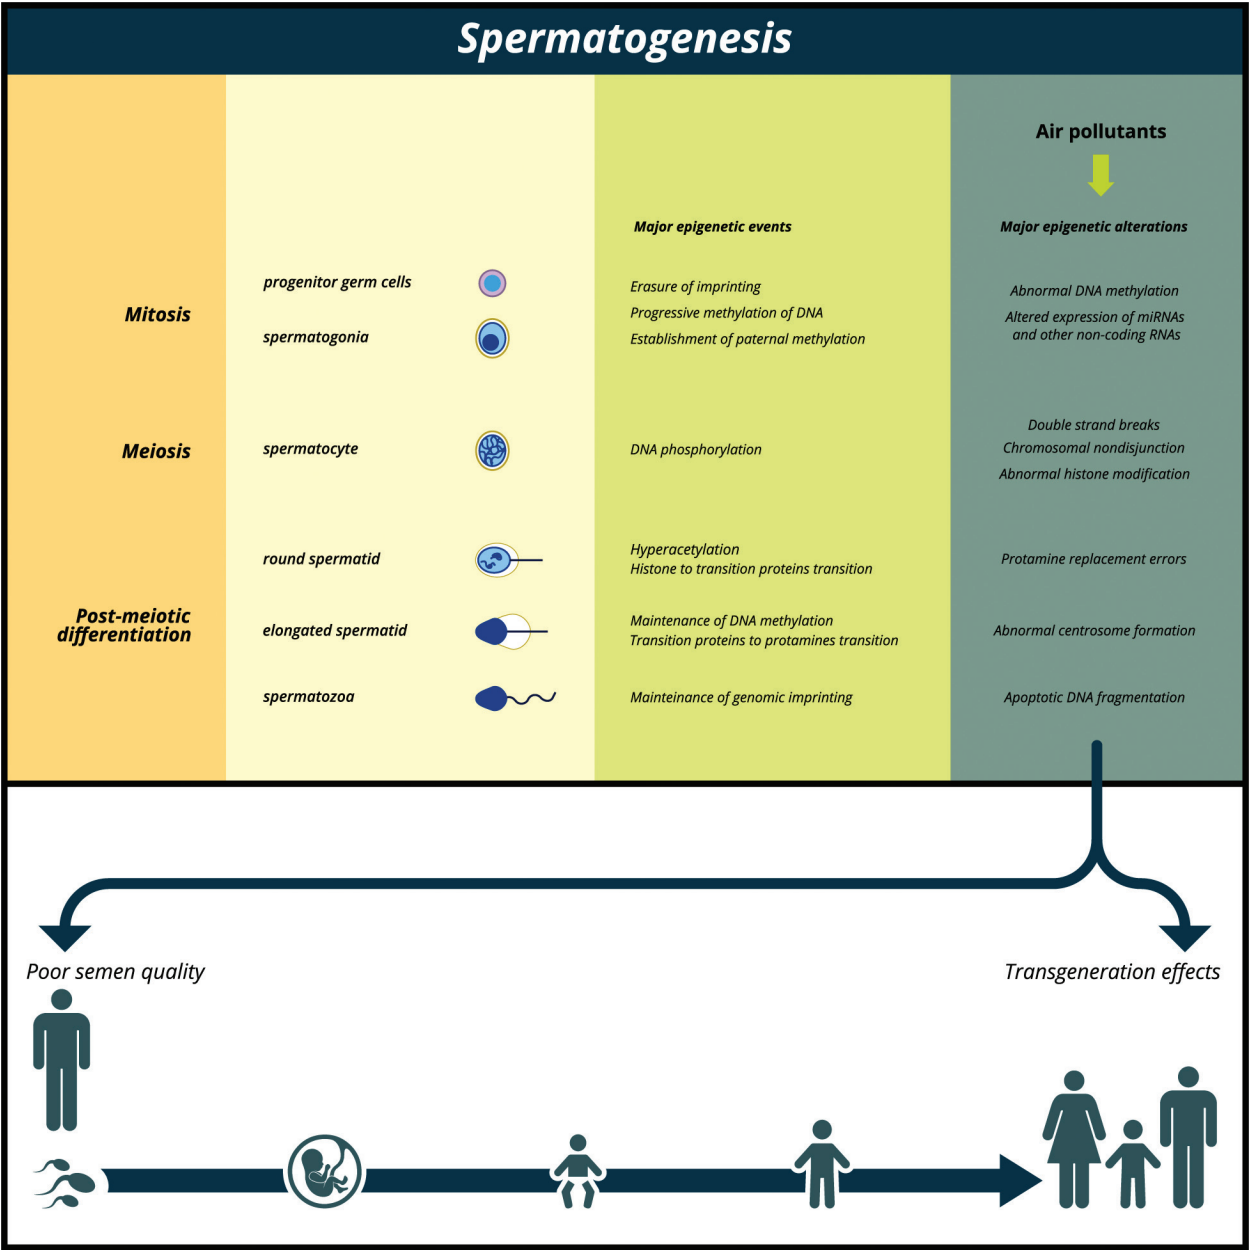 Spermatogenesis
Air pollutants
Major epigenetic events
Major epigenetic alterations
Mitosis
progenitor germ cells
spermatogonia
Erasure of imprinting
Progressive methylation of DNA
Establishment of paternal methylation
Abnormal DNA methylation
Altered expression of miRNAs
and other non-coding RNAs
Meiosis
spermatocyte
DNA phosphorylation
Double strand breaks
Chromosomal nondisjunction
Abnormal histone modification
Post-meiotic
differentiation
round spermatid
Hyperacetylation
Histone to transition proteins transition
Protamine replacement errors
elongated spermatid
Maintenance of DNA methylation
Transition proteins to protamines transition
Abnormal centrosome formation
spermatozoa
Mainteinance of genomic imprinting
Apoptotic DNA fragmentation
Poor semen quality
Transgeneration effects